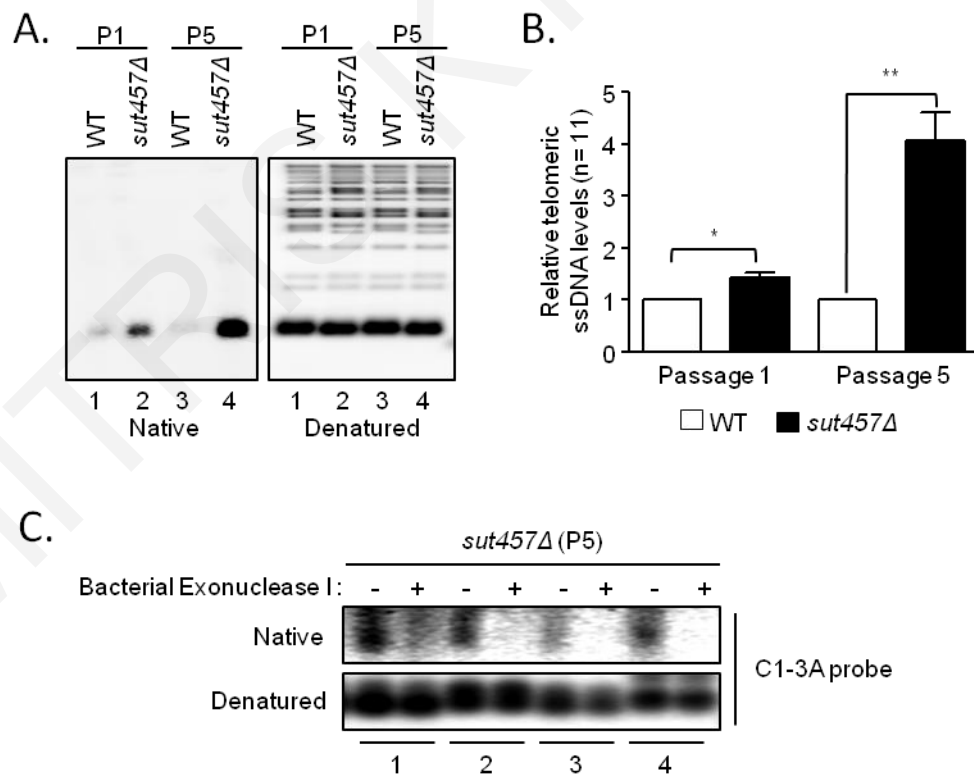 A.
P1 P5 P1 P5
WT sut457Δ WT sut457Δ WT sut457Δ WT sut457Δ
1 2 3 4 1 2 3 4
Native Denatured
B.
Relative telomeric
ssDNA levels (n= 11)
5
4
3
2
1
0
*
**
Passage 1 Passage 5
WT sut457Δ
C.
sut457Δ (P5)
Bacterial Exonuclease I : - + - + - + - +
Native
Denatured
C1-3A probe
1 2 3 4